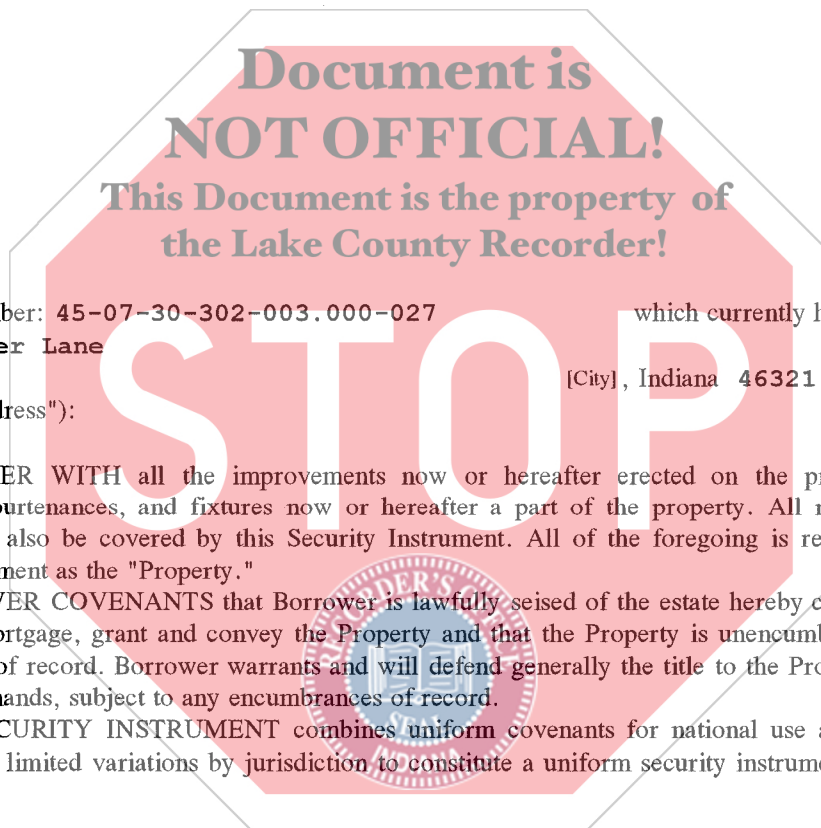 Document is
NOT OFFICIAL!
This Document is the property of
the Lake County Recorder!
ber: 45-07-30-302-003.000-027 which currently h
er Lane
[City], Indiana 46321
dress"):
STOP
ER WITH all the improvements now or hereafter erected on the pr
urtenances, and fixtures now or hereafter a part of the property. All r
also be covered by this Security Instrument. All of the foregoing is re
ment as the "Property."
VER COVENANTS that Borrower is lawfully seised of the estate hereby c
ortgage, grant and convey the Property and that the Property is unencumb
of record. Borrower warrants and will defend generally the title to the Pro
nands, subject to any encumbrances of record.
CURITY INSTRUMENT combines uniform covenants for national use a
limited variations by jurisdiction to constitute a uniform security instrume
RECORDER'S OFFICE
SEAL
INDIANA